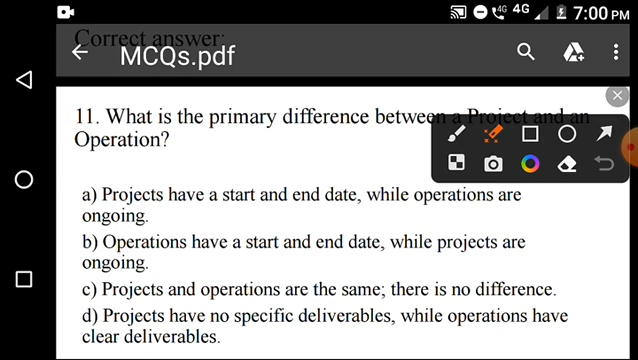 4G 4G 7:00 PM
Correct answer:
MCQs.pdf
11. What is the primary difference between a Project and an
Operation?
a) Projects have a start and end date, while operations are
ongoing.
b) Operations have a start and end date, while projects are
ongoing.
c) Projects and operations are the same; there is no difference.
d) Projects have no specific deliverables, while operations have
clear deliverables.